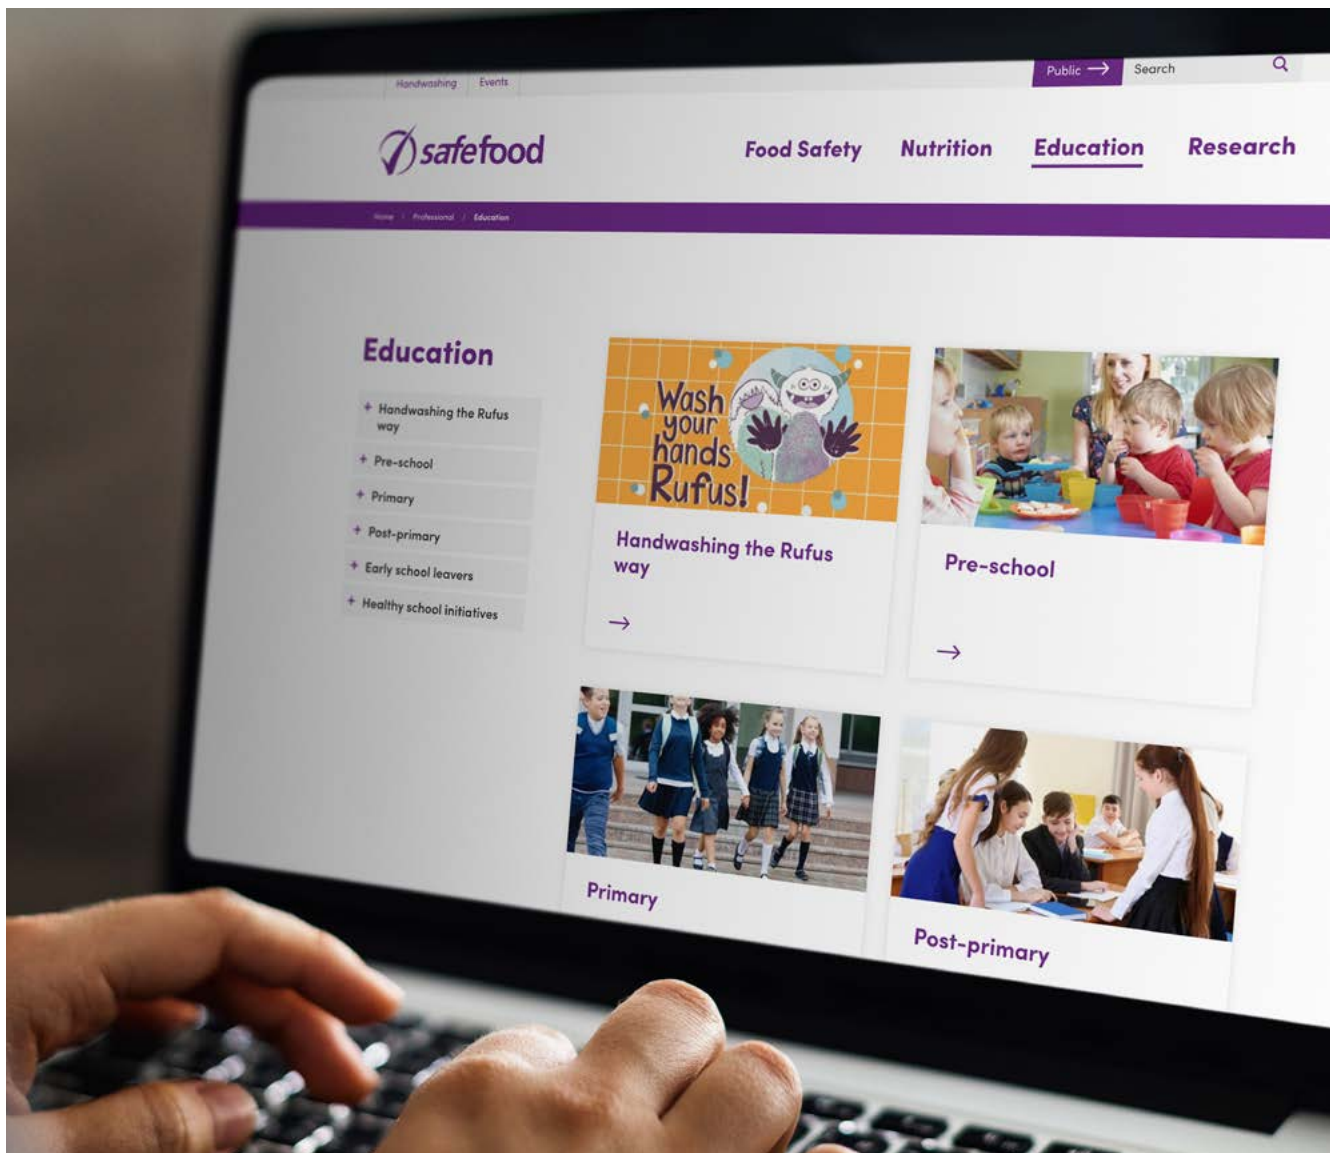 Handwashing Events
Public → Search
safefood
Food Safety Nutrition Education Research
Home / Professional / Education
Education
+ Handwashing the Rufus
way
+ Pre-school
+ Primary
+ Post-primary
+ Early school leavers
+ Healthy school initiatives
Wash
your
hands
Rufus!
Handwashing the Rufus
way
→
Pre-school
→
Primary
Post-primary